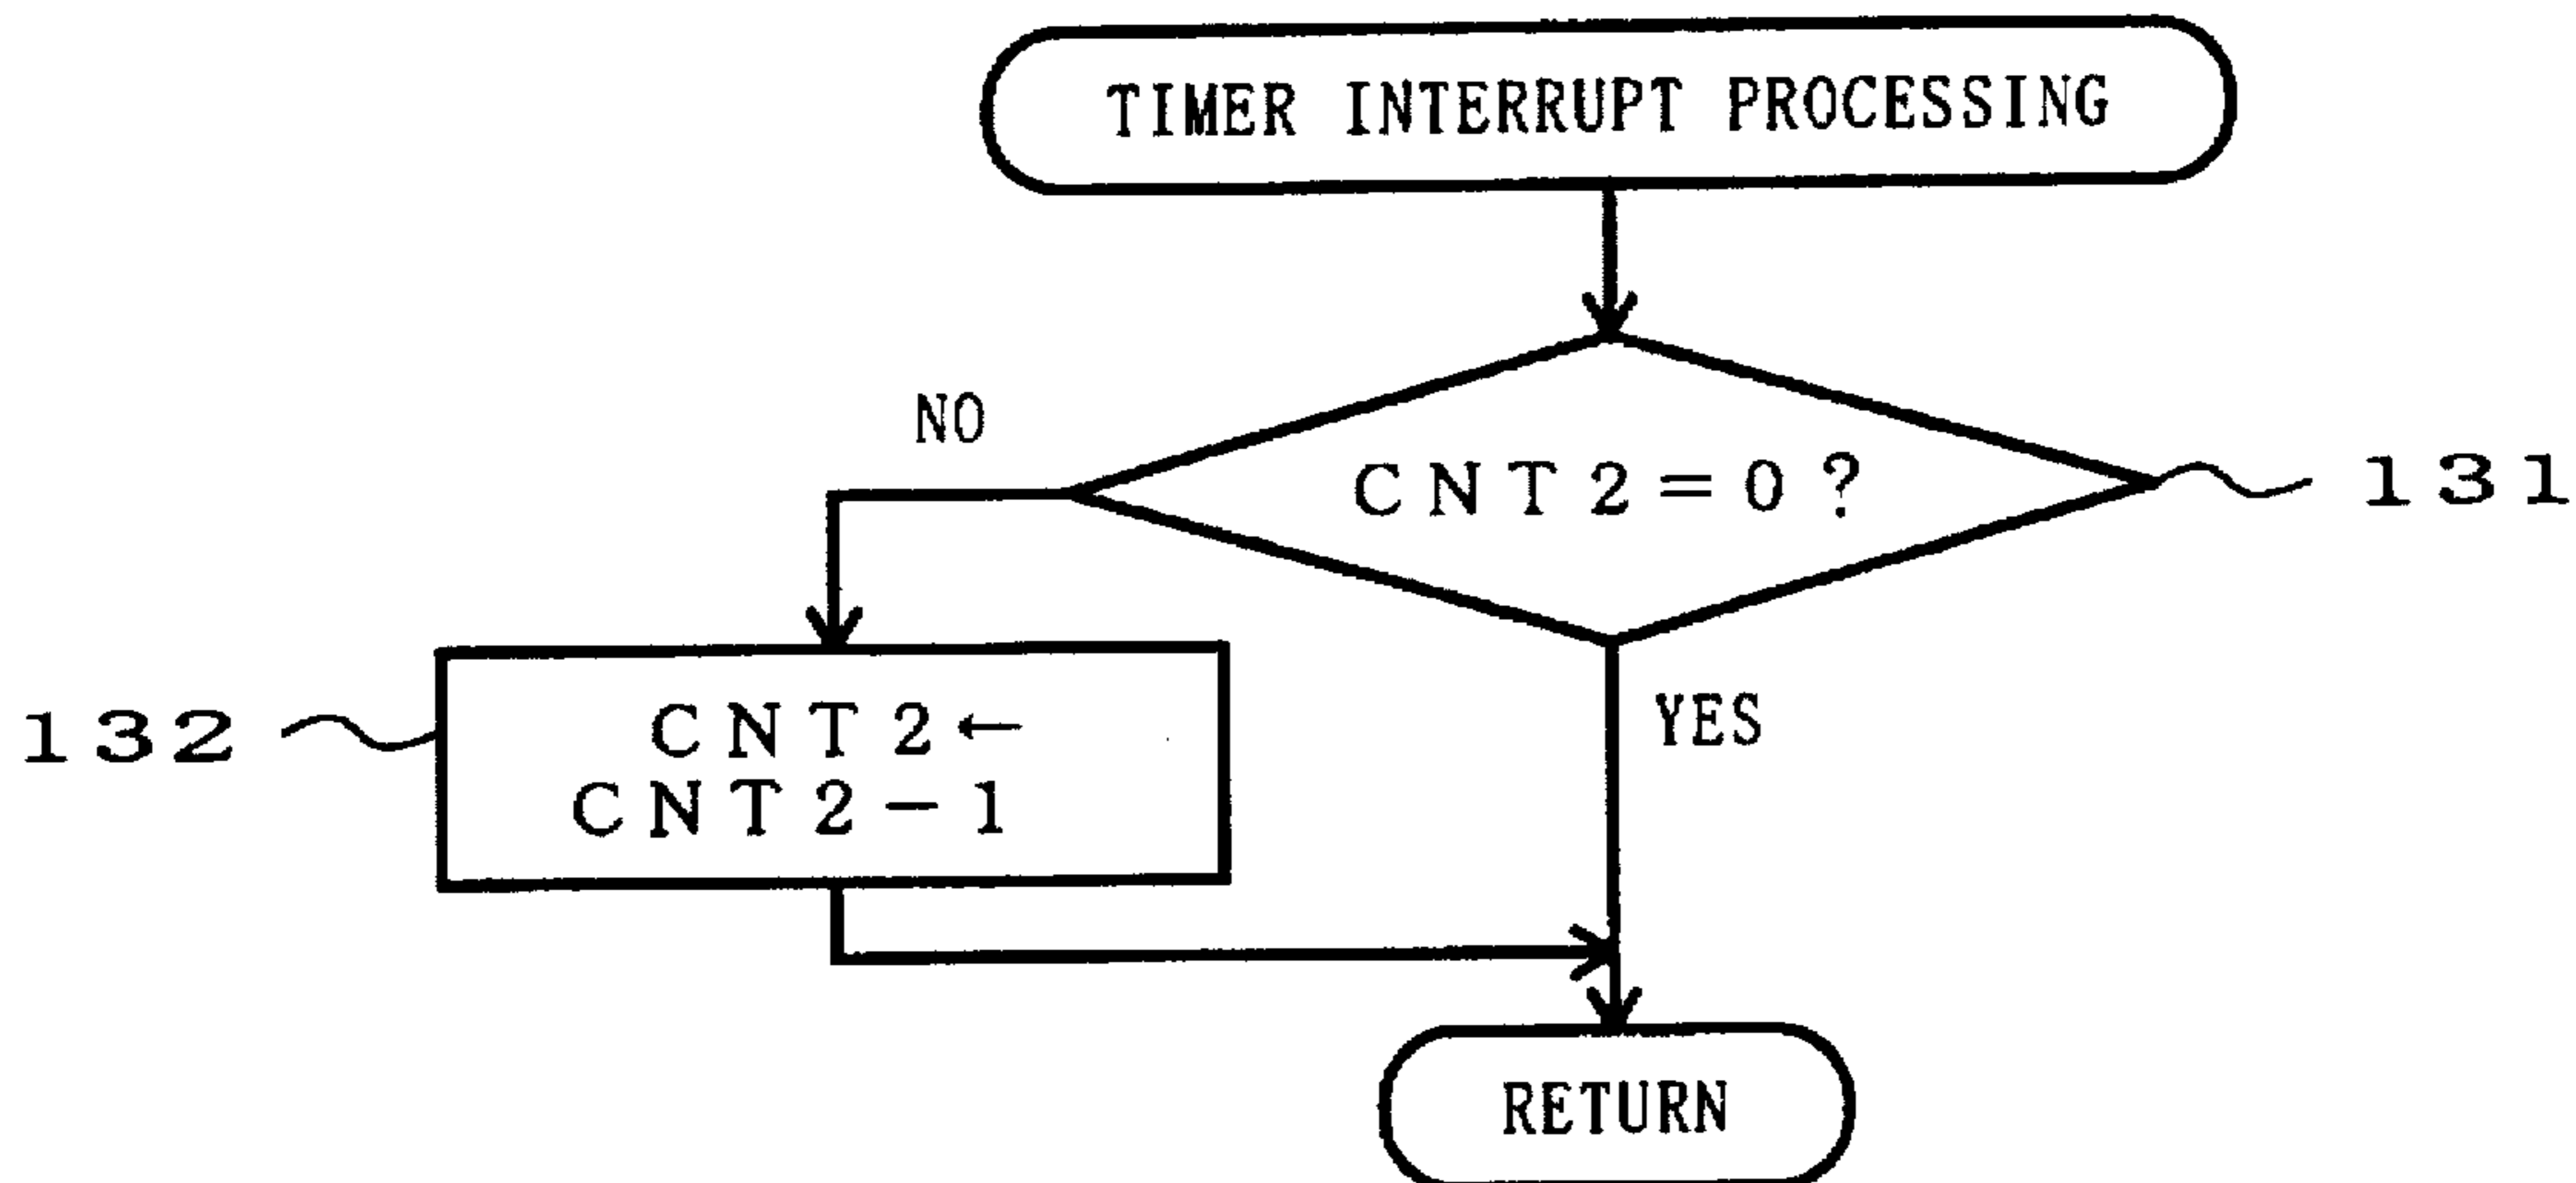 TIMER INTERRUPT PROCESSING
NO
CNT2=0?
131
132
CNT2←
CNT2-1
YES
RETURN